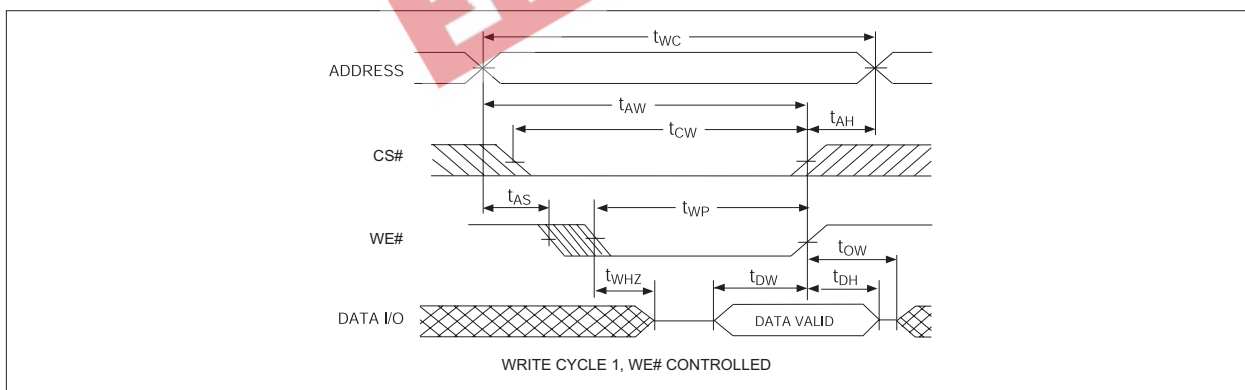 tWC
ADDRESS
tAW
tCW
tAH
CS#
tAS
tWP
WE#
tOW
tWHZ
tDW
tDH
DATA I/O
DATA VALID
WRITE CYCLE 1, WE# CONTROLLED